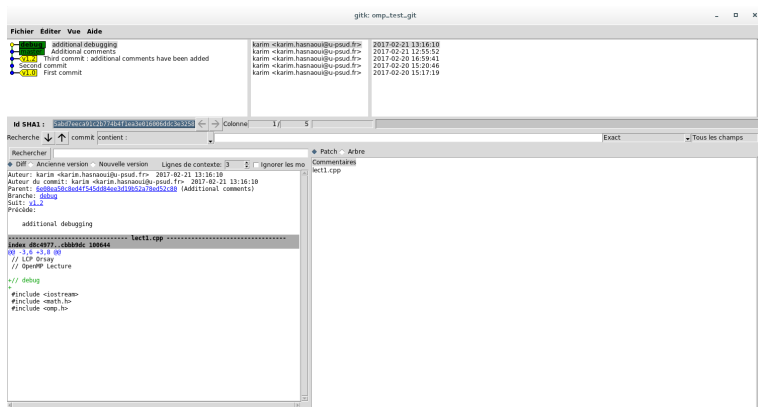 gitk: omp_test_git
Fichier Éditer Vue Aide
debug additional debugging karim <karim.hasnaoui@u-psud.fr> 2017-02-21 13:16:10
master Additional comments karim <karim.hasnaoui@u-psud.fr> 2017-02-21 12:55:52
v1.2 Third commit : additional comments have been added karim <karim.hasnaoui@u-psud.fr> 2017-02-20 16:59:41
Second commit karim <karim.hasnaoui@u-psud.fr> 2017-02-20 15:20:46
v1.0 First commit karim <karim.hasnaoui@u-psud.fr> 2017-02-20 15:17:19
Id SHA1 : Colonne 1 / 5
Recherche commit contient : Exact Tous les champs
Rechercher Patch Arbre
Diff Ancienne version Nouvelle version Lignes de contexte: 3 Ignorer les mo
Commentaires
lect1.cpp
Auteur: karim <karim.hasnaoui@u-psud.fr> 2017-02-21 13:16:10
Auteur du commit: karim <karim.hasnaoui@u-psud.fr> 2017-02-21 13:16:10
Parent: 6e08ea50c8ed4f545dd84ee3d19b52a78ed52c80 (Additional comments)
Branche: debug
Suit: v1.2
Précède:
additional debugging
-------------------------------- lect1.cpp --------------------------------
index d8c4977..cbbb9dc 100644
@@ -3,6 +3,8 @@
// LCP Orsay
// OpenMP Lecture
+// debug
+
#include <iostream>
#include <math.h>
#include <omp.h>